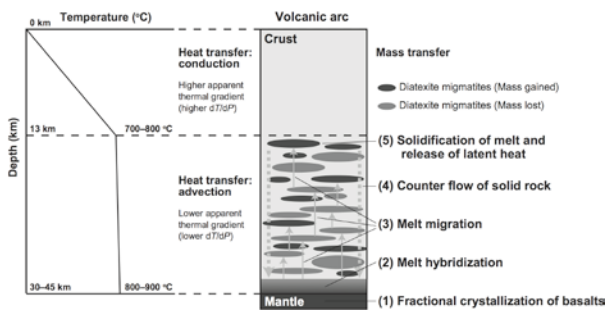 Temperature (°C)
Volcanic arc
0 km
Crust
Heat transfer:
conduction
Higher apparent
thermal gradient
(higher dT/dP)
Mass transfer
Diatexite migmatites (Mass gained)
Diatexite migmatites (Mass lost)
Depth (km)
13 km
700–800 °C
(5) Solidification of melt and
release of latent heat
Heat transfer:
advection
Lower apparent
thermal gradient
(lower dT/dP)
(4) Counter flow of solid rock
(3) Melt migration
(2) Melt hybridization
30–45 km
800–900 °C
Mantle
(1) Fractional crystallization of basalts